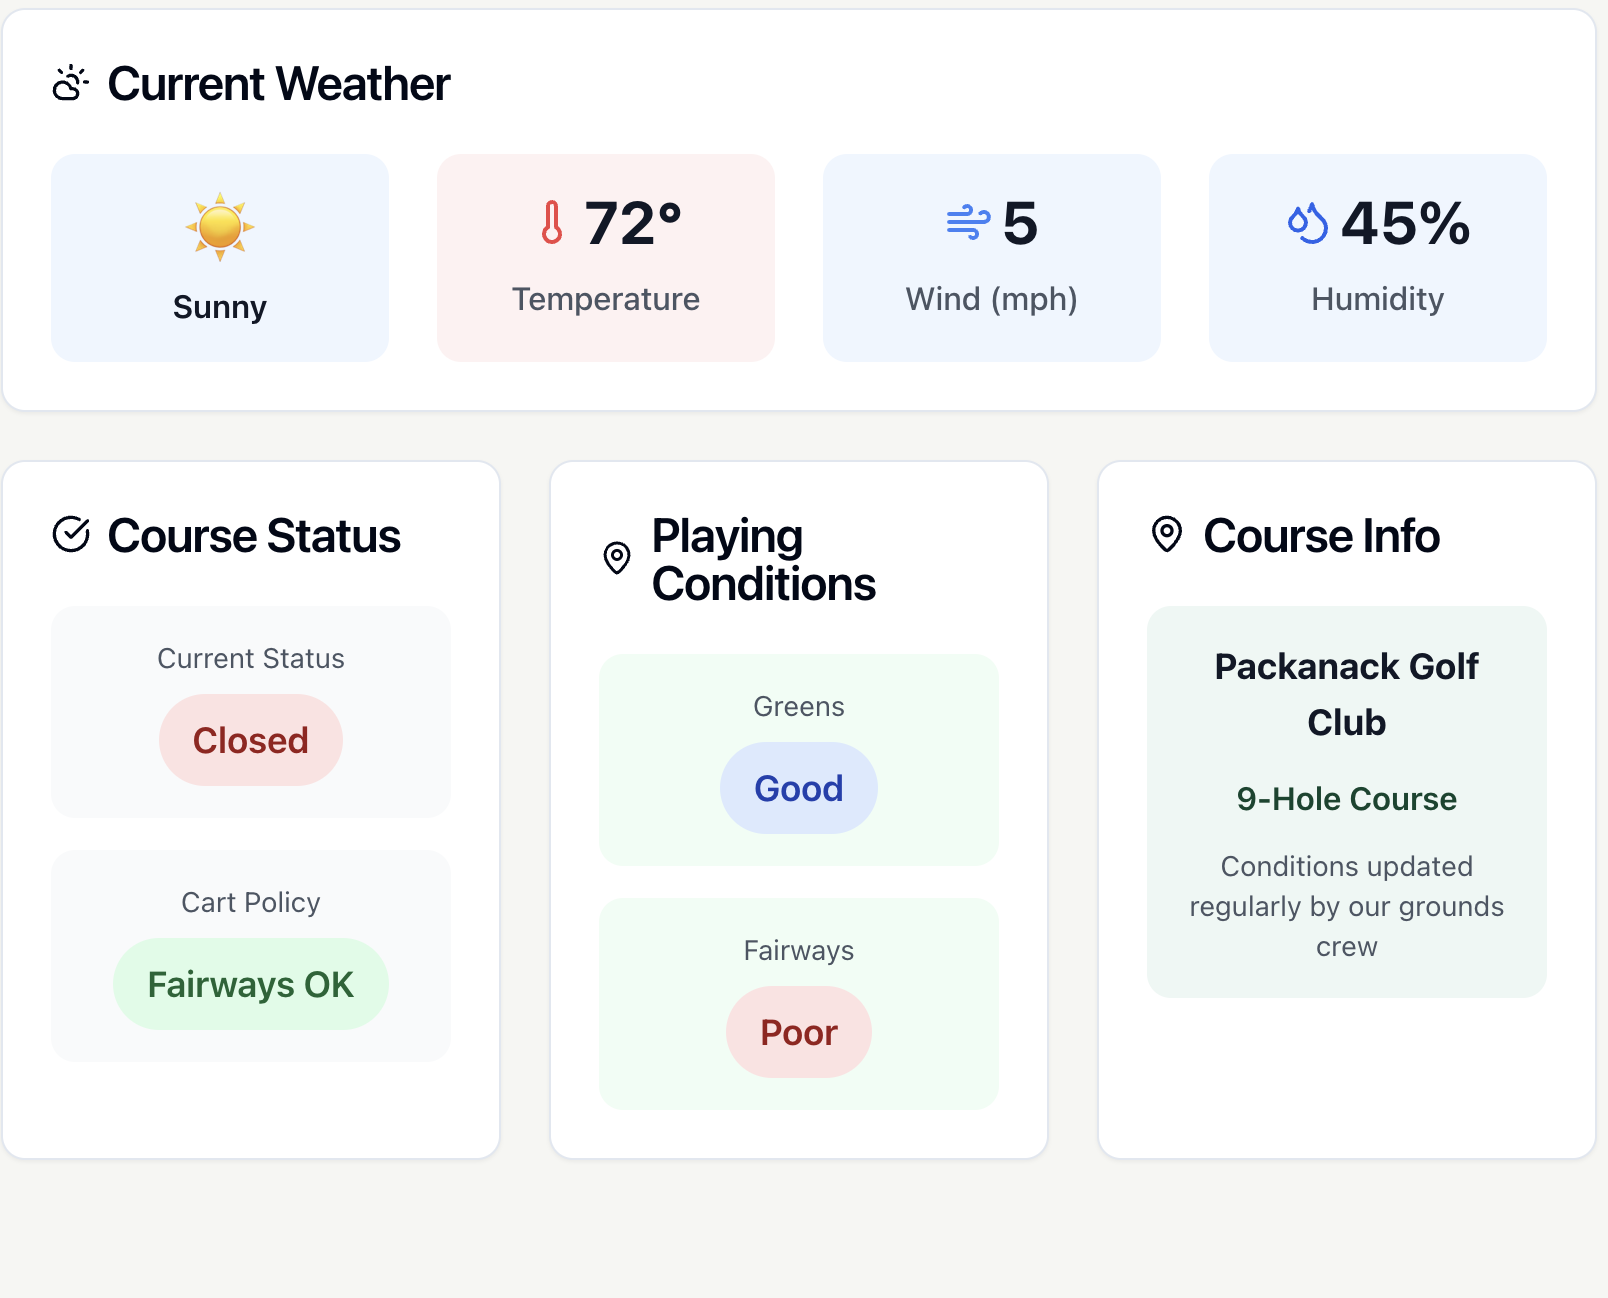 Current Weather
Sunny
72°
Temperature
5
Wind (mph)
45%
Humidity
Course Status
Current Status
Closed
Cart Policy
Fairways OK
Playing
Conditions
Greens
Good
Fairways
Poor
Course Info
Packanack Golf
Club
9-Hole Course
Conditions updated
regularly by our grounds
crew